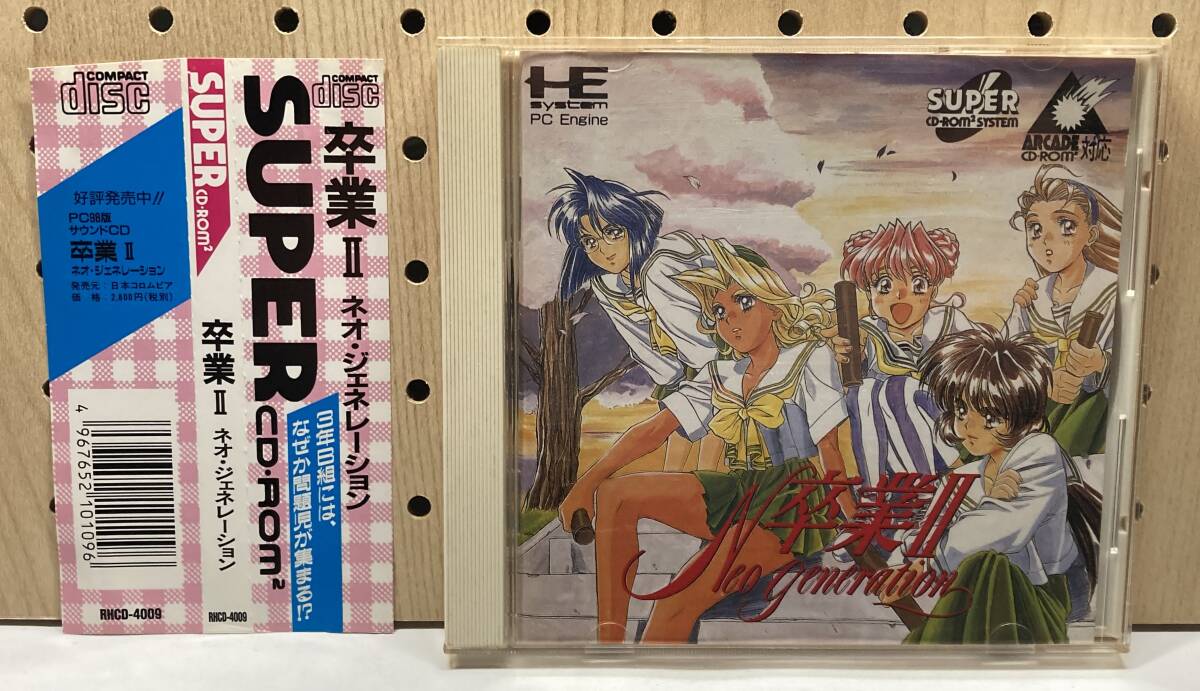 COMPACT
disc
好評発売中!!
PC98版
サウンドCD
卒業 II
ネオ・ジェネレーション
発売元：日本コロムビア
価　格：2,800円(税別)
4 967652 101096
RHCD-4009
SUPER CD-ROM²
卒業 II ネオ・ジェネレーション
RHCD-4009
COMPACT
disc
SUPER CD・ROM²
卒業 II ネオ・ジェネレーション
3年B組には、
なぜか問題児が集まる!?
HE
system
PC Engine
SUPER
CD-ROM² SYSTEM
ARCADE
CD-ROM² 対応
卒業II
Neo generation